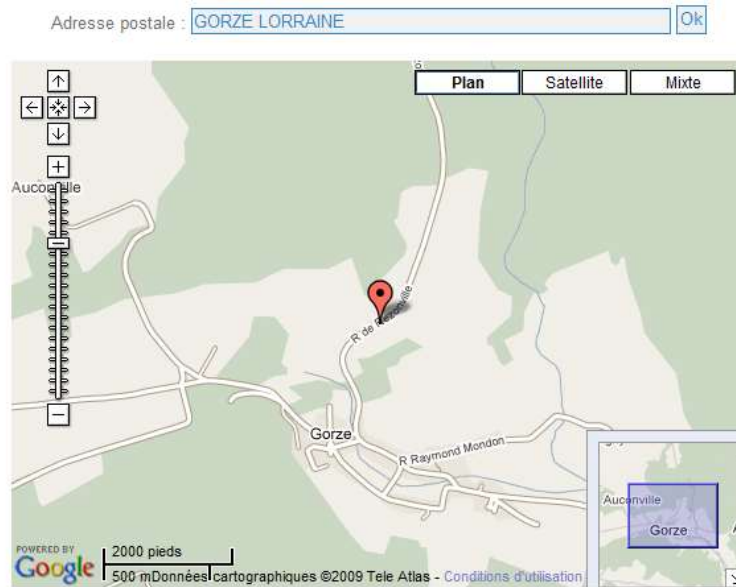 Adresse postale : GORZE LORRAINE Ok
Plan Satellite Mixte
Auconville
R de Rezonville
Gorze
R Raymond Mondon
Auconville
Gorze
POWERED BY
Google
2000 pieds
500 m
Données cartographiques ©2009 Tele Atlas - Conditions d'utilisation